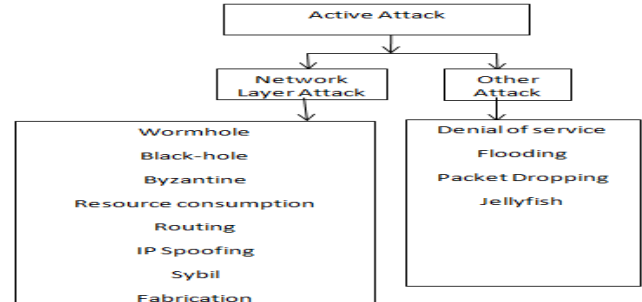 Active Attack
Network
Layer Attack
Other
Attack
Wormhole
Black-hole
Byzantine
Resource consumption
Routing
IP Spoofing
Sybil
Fabrication
Denial of service
Flooding
Packet Dropping
Jellyfish